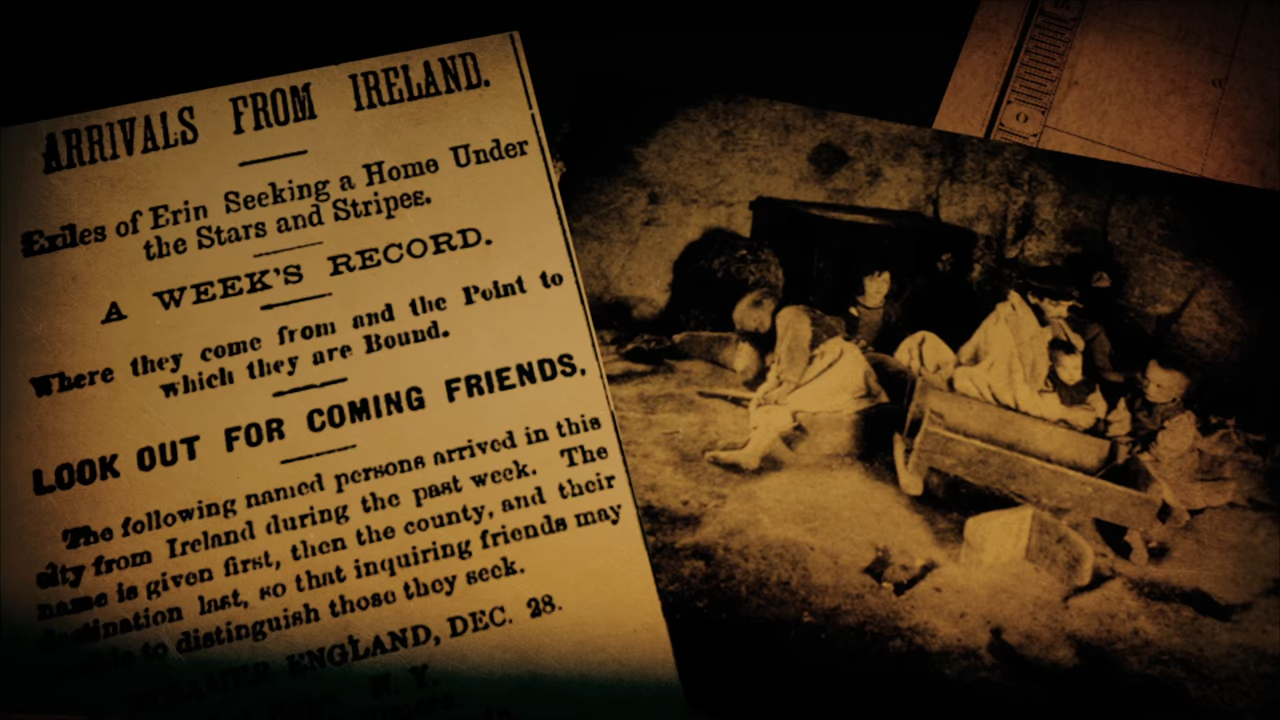 ARRIVALS FROM IRELAND.
Exiles of Erin Seeking a Home Under
the Stars and Stripes.
A WEEK'S RECORD.
Where they come from and the Point to
which they are Bound.
LOOK OUT FOR COMING FRIENDS.
The following named persons arrived in this
city from Ireland during the past week. The
name is given first, then the county, and their
destination last, so that inquiring friends may
to distinguish those they seek.
STEAMER ENGLAND, DEC. 28.
N. Y.